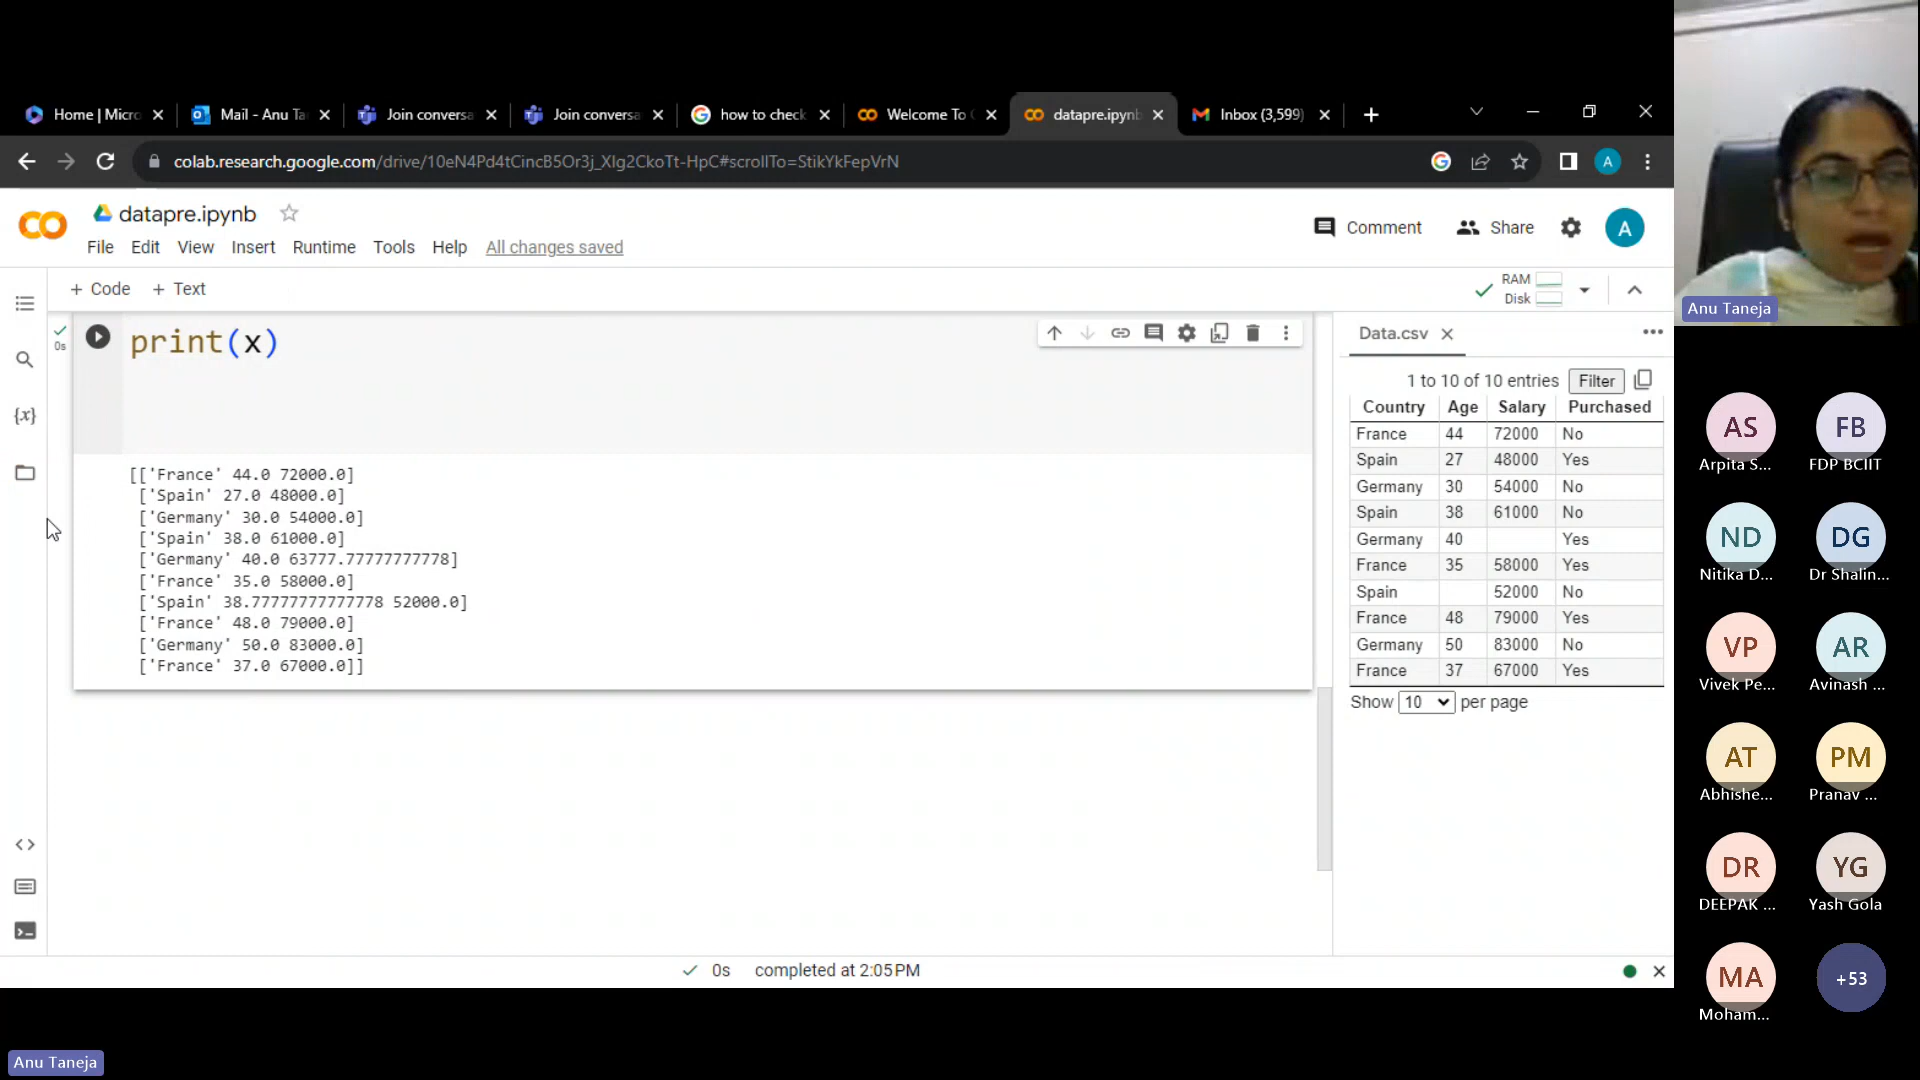 Home | Micro
Mail - Anu Ta
Join conversa
Join conversa
how to check
Welcome To C
datapre.ipynb
Inbox (3,599)
colab.research.google.com/drive/10eN4Pd4tCincB5Or3j_XIg2CkoTt-HpC#scrollTo=StikYkFepVrN
A
CO
datapre.ipynb
Comment
Share
A
File Edit View Insert Runtime Tools Help All changes saved
+ Code + Text
RAM
Disk
0s
print(x)
{x}
[['France' 44.0 72000.0]
['Spain' 27.0 48000.0]
['Germany' 30.0 54000.0]
['Spain' 38.0 61000.0]
['Germany' 40.0 63777.77777777778]
['France' 35.0 58000.0]
['Spain' 38.77777777777778 52000.0]
['France' 48.0 79000.0]
['Germany' 50.0 83000.0]
['France' 37.0 67000.0]]
Data.csv
1 to 10 of 10 entries Filter
Country Age Salary Purchased
France 44 72000 No
Spain 27 48000 Yes
Germany 30 54000 No
Spain 38 61000 No
Germany 40 Yes
France 35 58000 Yes
Spain 52000 No
France 48 79000 Yes
Germany 50 83000 No
France 37 67000 Yes
Show 10 per page
0s completed at 2:05 PM
Anu Taneja
Anu Taneja
AS FB
Arpita S... FDP BCIIT
ND DG
Nitika D... Dr Shalin...
VP AR
Vivek Pe... Avinash ...
AT PM
Abhishe... Pranav ...
DR YG
DEEPAK ... Yash Gola
MA +53
Moham...